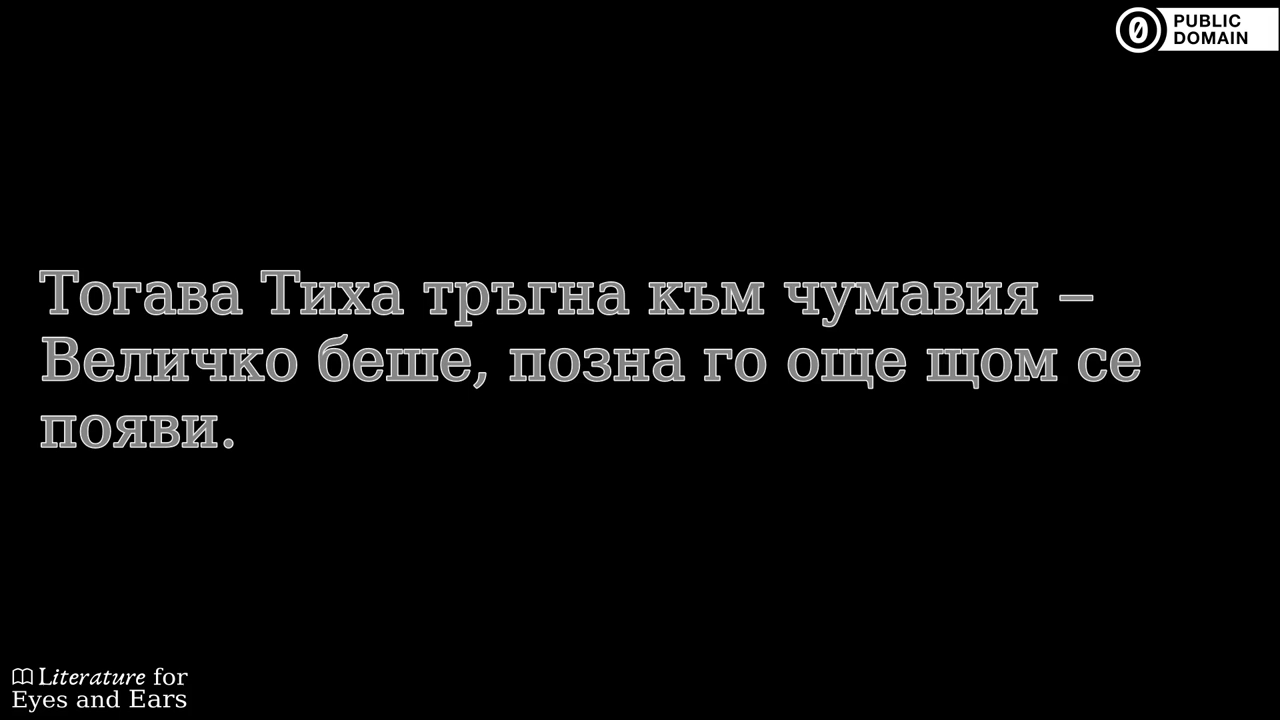 PUBLIC
DOMAIN
Тогава Тиха тръгна към чумавия –
Величко беше, позна го още щом се
появи.
Literature for
Eyes and Ears